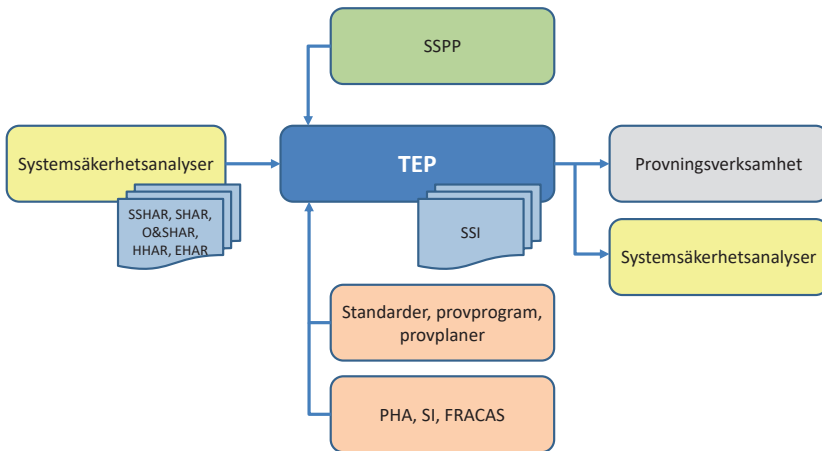 SSPP
Systemsäkerhetsanalyser
TEP
Provningsverksamhet
SSHAR, SHAR,
O&SHAR,
HHAR, EHAR
SSI
Systemsäkerhetsanalyser
Standarder, provprogram,
provplaner
PHA, SI, FRACAS